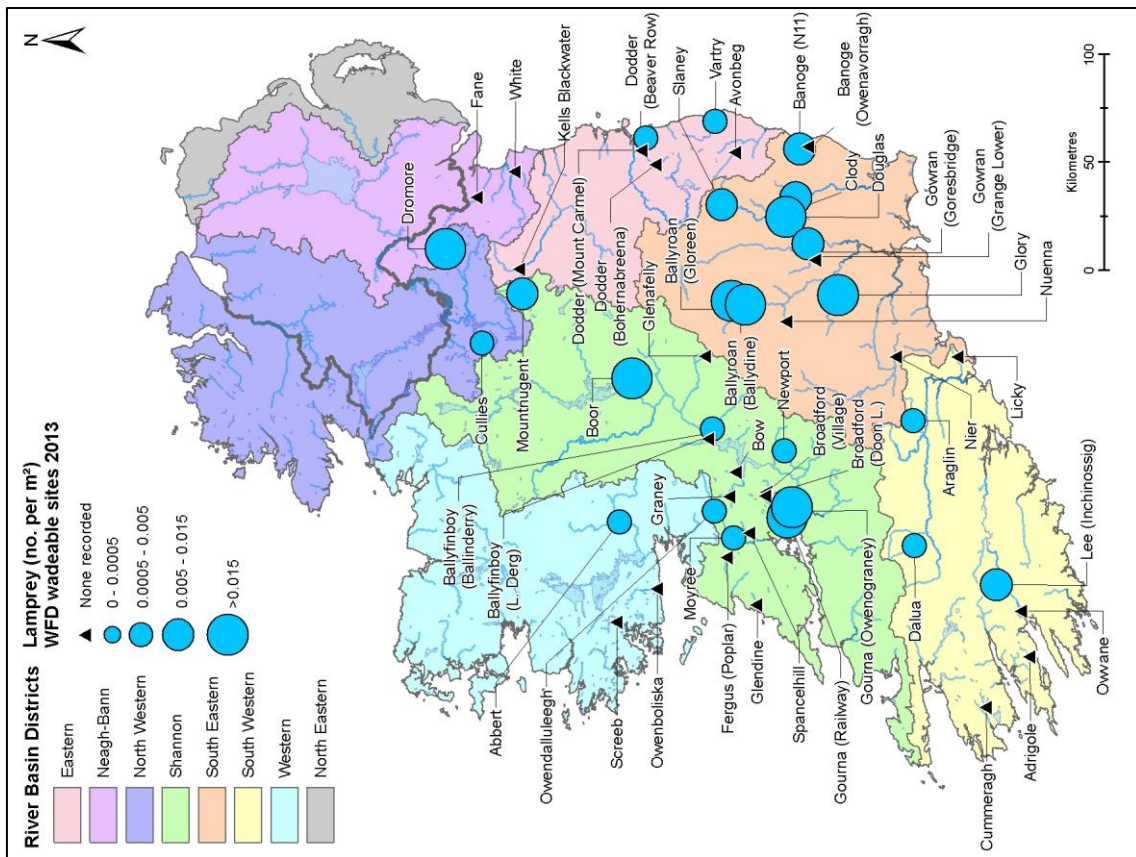 River Basin Districts
Eastern
Neagh-Bann
North Western
Shannon
South Eastern
South Western
Western
North Eastern
Lamprey (no. per m²)
WFD wadeable sites 2013
None recorded
0 - 0.0005
0.0005 - 0.005
0.005 - 0.015
>0.015
N
Dromore
Fane
White
Kells Blackwater
Dodder
(Beaver Row)
Slaney
Vartry
Avonbeg
Banoge (N11)
Banoge
(Owenavorragh)
Clody
Douglas
Gowran
(Goresbridge)
Gowran
(Grange Lower)
Glory
Nuenna
Cullies
Mountnugent
Bor
Dodder (Mount Carmel)
Dodder
(Bohernabreena)
Glenafelly
Ballyroan
(Gloreen)
Ballyroan
(Ballydine)
Newport
Bow
Broadford
(Village)
Broadford
(Doon L.)
Araglin
Nier
Licky
Ballyfinboy
(Ballinderry)
Ballyfinboy
(L. Derg)
Graney
Abbert
Owendalluleegh
Screeb
Owenboliska
Moyree
Fergus (Poplar)
Glendine
Spancelhill
Gourna (Railway)
Gourna (Owenograney)
Dalua
Lee (Inchinossig)
Cummeragh
Adrigole
Owvane
0
50
100
Kilometres